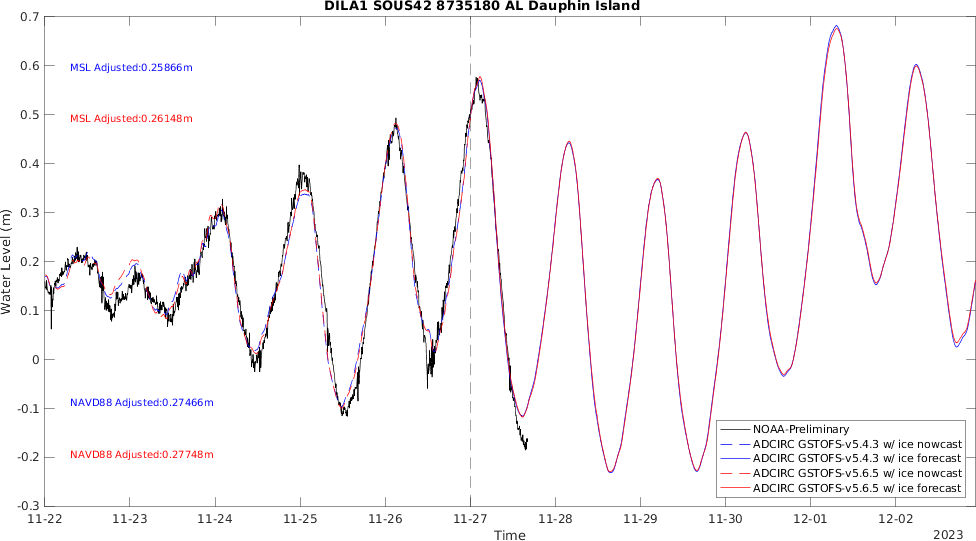 DILA1 SOUS42 8735180 AL Dauphin Island
0.7
0.6
0.5
0.4
0.3
0.2
0.1
0
-0.1
-0.2
-0.3
Water Level (m)
MSL Adjusted:0.25866m
MSL Adjusted:0.26148m
NAVD88 Adjusted:0.27466m
NAVD88 Adjusted:0.27748m
NOAA-Preliminary
ADCIRC GSTOFS-v5.4.3 w/ ice nowcast
ADCIRC GSTOFS-v5.4.3 w/ ice forecast
ADCIRC GSTOFS-v5.6.5 w/ ice nowcast
ADCIRC GSTOFS-v5.6.5 w/ ice forecast
11-22 11-23 11-24 11-25 11-26 11-27 11-28 11-29 11-30 12-01 12-02
Time
2023